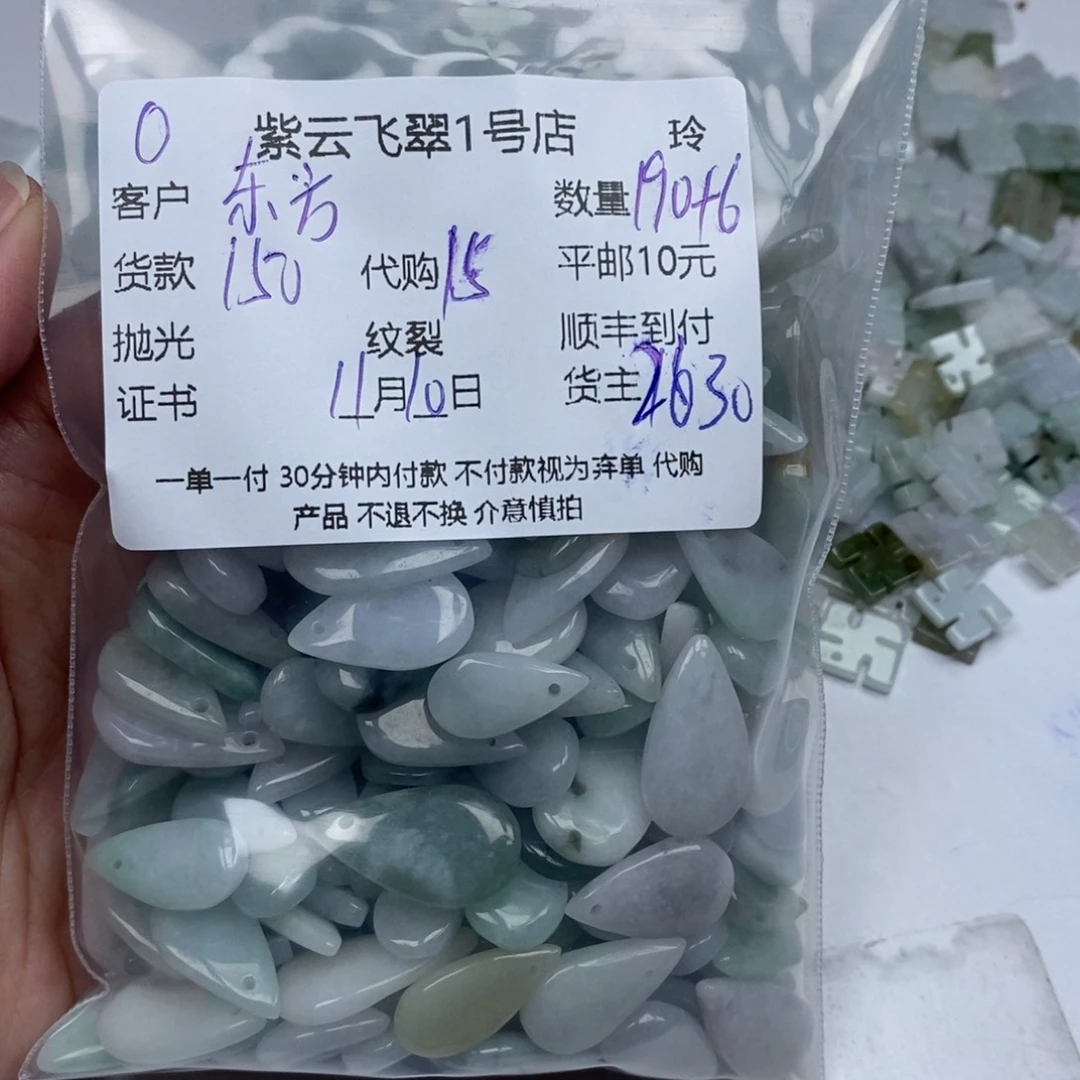 0 紫云飞翠1号店 玲
客户 东方 数量 190+6
货款 150 代购 15 平邮10元
抛光 纹裂 顺丰到付
证书 11月10日 货主 2630
一单一付 30分钟内付款 不付款视为弃单 代购
产品 不退不换 介意慎拍